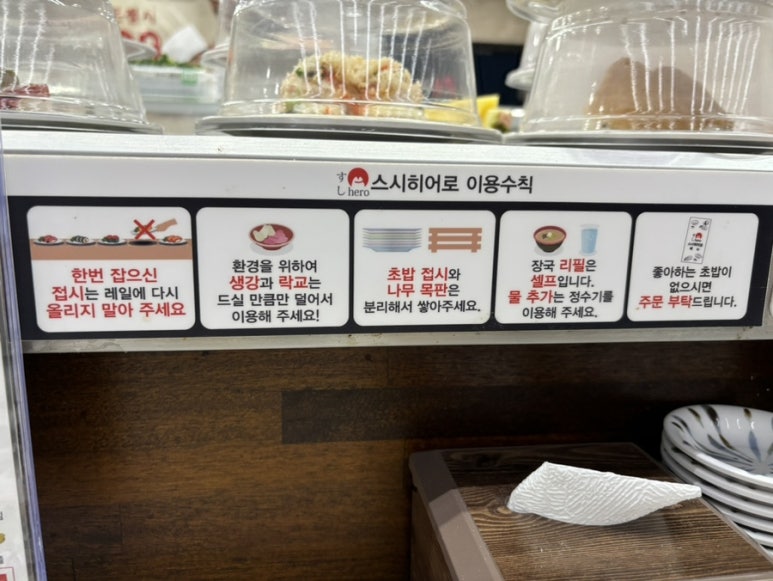 すし hero 스시히어로 이용수칙
한번 잡으신
접시는 레일에 다시
올리지 말아 주세요
환경을 위하여
생강과 락교는
드실 만큼만 덜어서
이용해 주세요!
초밥 접시와
나무 목판은
분리해서 쌓아주세요.
장국 리필은
셀프입니다.
물 추가는 정수기를
이용해 주세요.
좋아하는 초밥이
없으시면
주문 부탁드립니다.